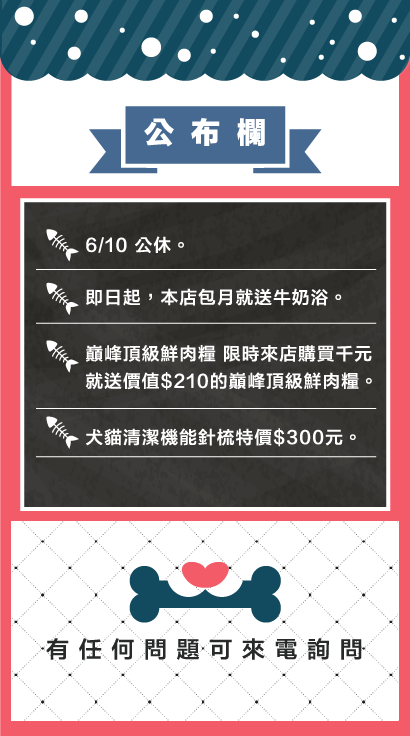 公布欄
6/10 公休。
即日起，本店包月就送牛奶浴。
巔峰頂級鮮肉糧 限時來店購買千元
就送價值$210的巔峰頂級鮮肉糧。
犬貓清潔機能針梳特價$300元。
有任何問題可來電詢問